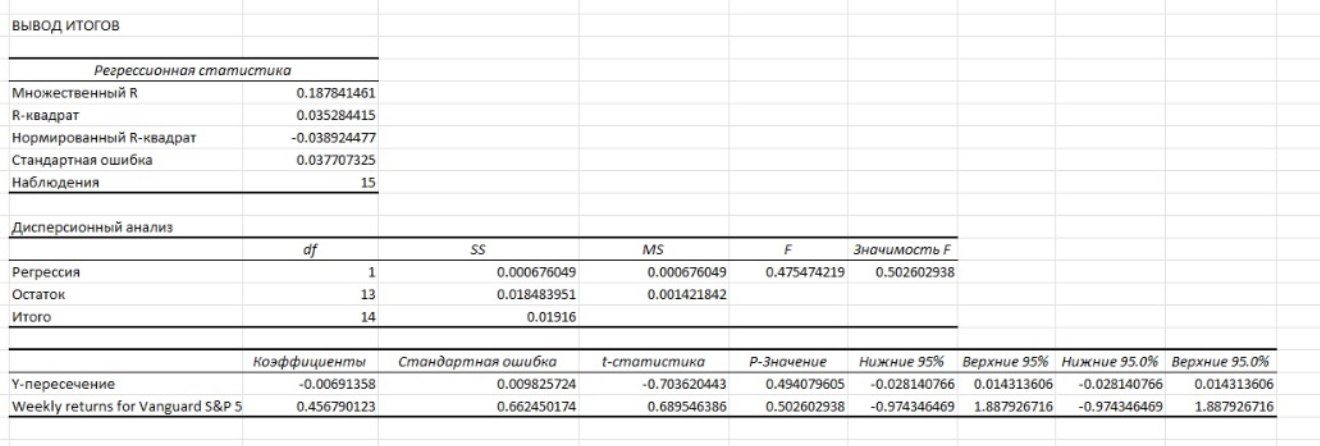 ВЫВОД ИТОГОВ
Регрессионная статистика
Множественный R 0.187841461
R-квадрат 0.035284415
Нормированный R-квадрат -0.038924477
Стандартная ошибка 0.037707325
Наблюдения 15
Дисперсионный анализ
df SS MS F Значимость F
Регрессия 1 0.000676049 0.000676049 0.475474219 0.502602938
Остаток 13 0.018483951 0.001421842
Итого 14 0.01916
Коэффициенты Стандартная ошибка t-статистика P-Значение Нижние 95% Верхние 95% Нижние 95.0% Верхние 95.0%
Y-пересечение -0.00691358 0.009825724 -0.703620443 0.494079605 -0.028140766 0.014313606 -0.028140766 0.014313606
Weekly returns for Vanguard S&P 5 0.456790123 0.662450174 0.689546386 0.502602938 -0.974346469 1.887926716 -0.974346469 1.887926716